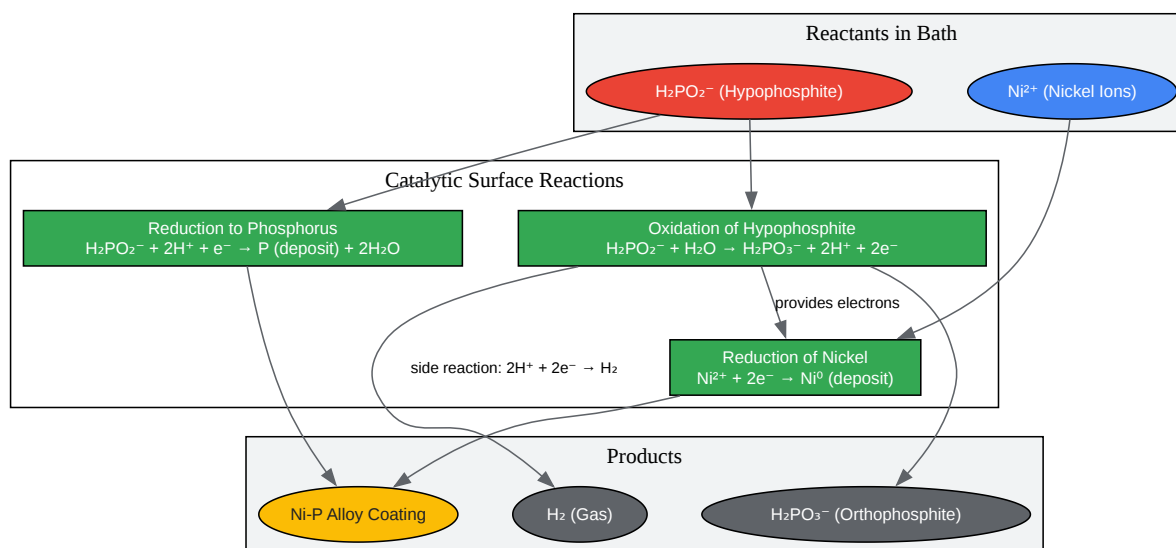 Reactants in Bath
H₂PO₂⁻ (Hypophosphite)
Ni²⁺ (Nickel Ions)
Catalytic Surface Reactions
Reduction to Phosphorus
H₂PO₂⁻ + 2H⁺ + e⁻ → P (deposit) + 2H₂O
Oxidation of Hypophosphite
H₂PO₂⁻ + H₂O → H₂PO₃⁻ + 2H⁺ + 2e⁻
provides electrons
side reaction: 2H⁺ + 2e⁻ → H₂
Reduction of Nickel
Ni²⁺ + 2e⁻ → Ni⁰ (deposit)
Products
Ni-P Alloy Coating
H₂ (Gas)
H₂PO₃⁻ (Orthophosphite)